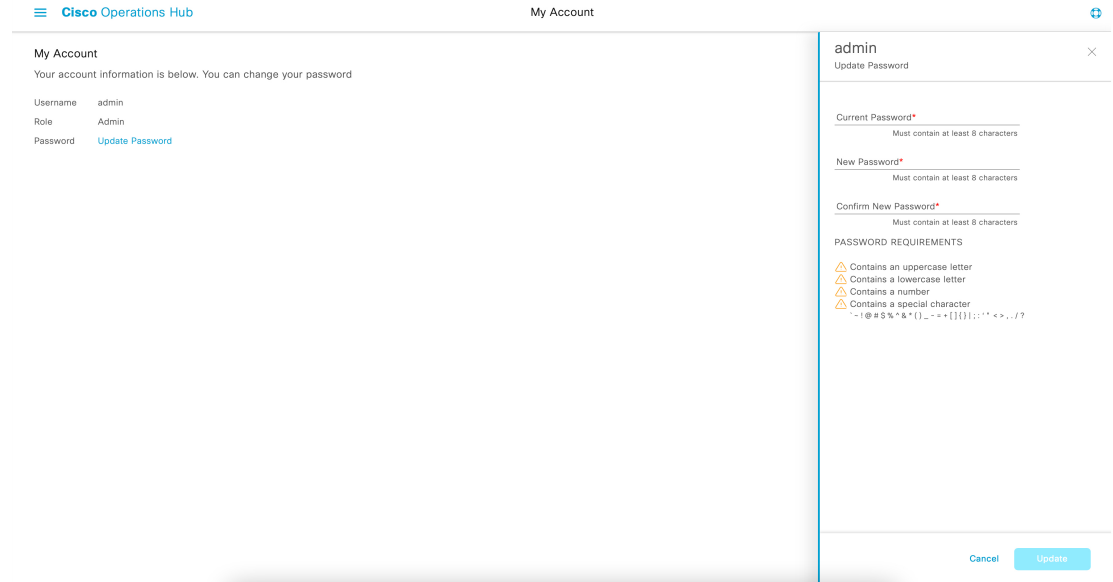 Cisco Operations Hub
My Account
My Account
Your account information is below. You can change your password
Username admin
Role Admin
Password Update Password
admin
Update Password
Current Password*
Must contain at least 8 characters
New Password*
Must contain at least 8 characters
Confirm New Password*
Must contain at least 8 characters
PASSWORD REQUIREMENTS
Contains an uppercase letter
Contains a lowercase letter
Contains a number
Contains a special character
` ~ ! @ # $ % ^ & * ( ) _ - = + [ ] { } | ; : ' " < > , . / ?
Cancel Update